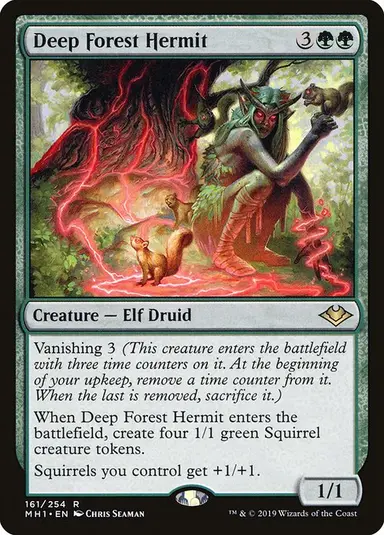 Deep Forest Hermit 3
Creature — Elf Druid
Vanishing 3 (This creature enters the battlefield
with three time counters on it. At the beginning
of your upkeep, remove a time counter from it.
When the last is removed, sacrifice it.)
When Deep Forest Hermit enters the
battlefield, create four 1/1 green Squirrel
creature tokens.
Squirrels you control get +1/+1.
1/1
161/254 R
MH1 • EN Chris Seaman
™ & © 2019 Wizards of the Coast